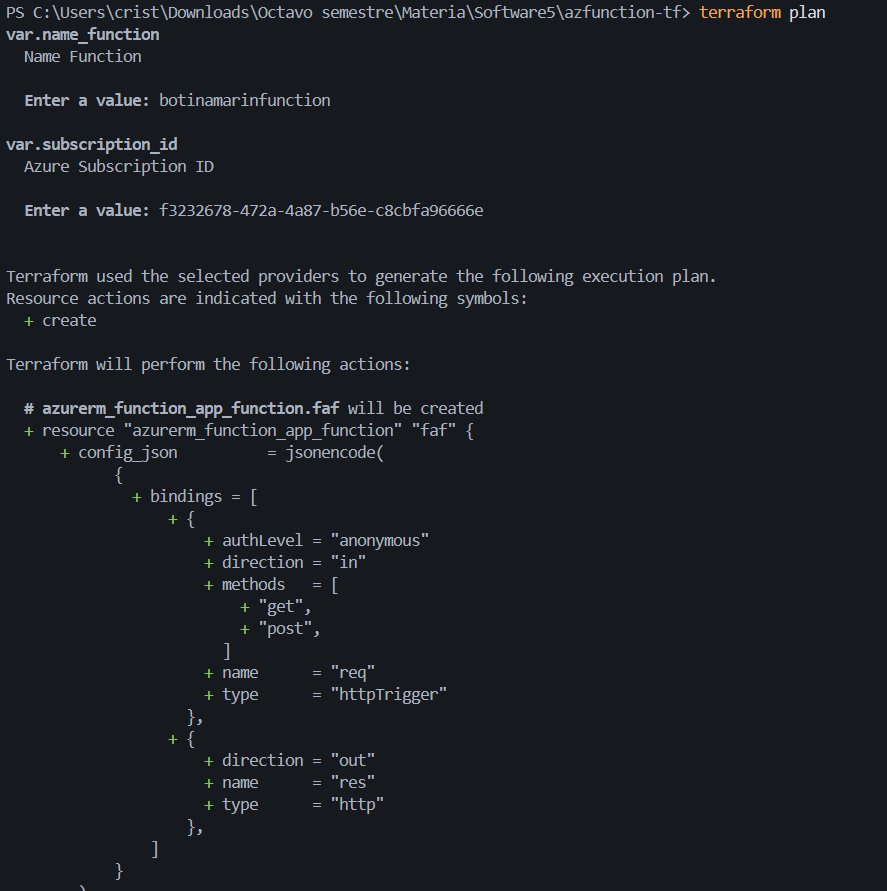 PS C:\Users\crist\Downloads\Octavo semestre\Materia\Software5\azfunction-tf> terraform plan
var.name_function
  Name Function

  Enter a value: botinamarinfunction

var.subscription_id
  Azure Subscription ID

  Enter a value: f3232678-472a-4a87-b56e-c8cbfa96666e


Terraform used the selected providers to generate the following execution plan.
Resource actions are indicated with the following symbols:
  + create

Terraform will perform the following actions:

  # azurerm_function_app_function.faf will be created
  + resource "azurerm_function_app_function" "faf" {
      + config_json          = jsonencode(
            {
              + bindings = [
                  + {
                      + authLevel = "anonymous"
                      + direction = "in"
                      + methods   = [
                          + "get",
                          + "post",
                        ]
                      + name      = "req"
                      + type      = "httpTrigger"
                    },
                  + {
                      + direction = "out"
                      + name      = "res"
                      + type      = "http"
                    },
                ]
            }
        )